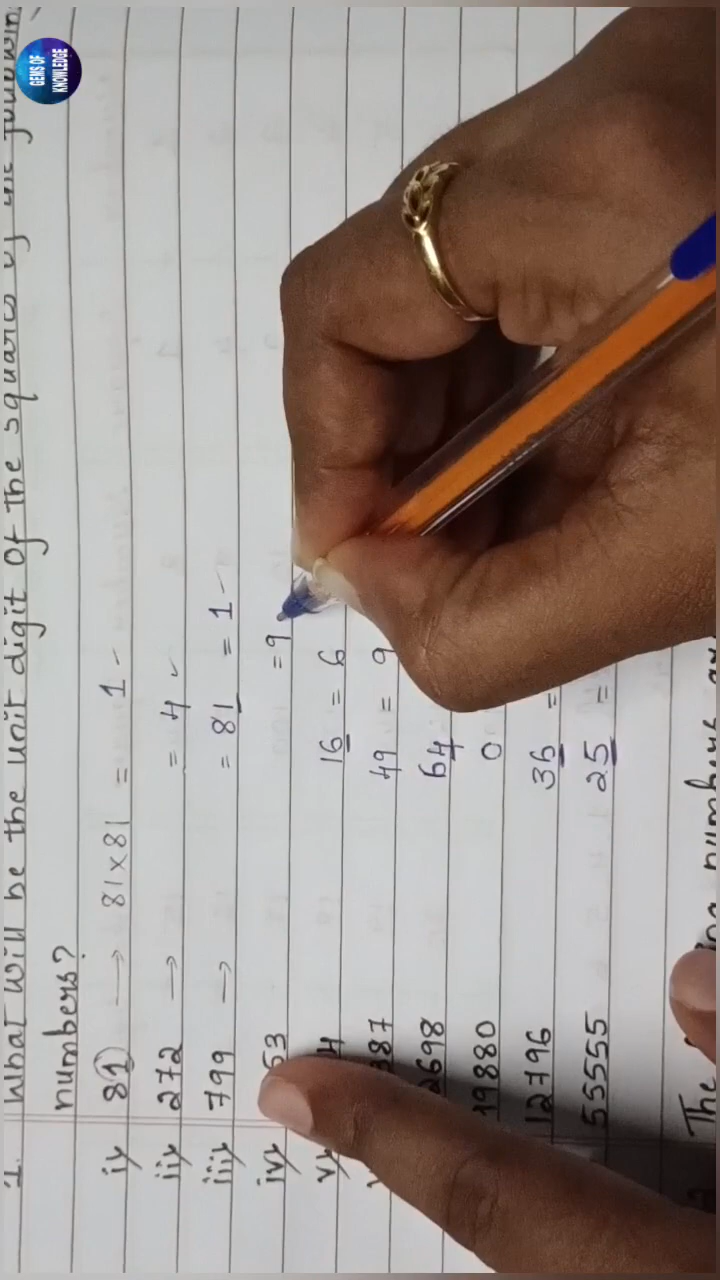 GEMS OF
KNOWLEDGE
1. What will be the unit digit of the squares of the
numbers?
i) 81 → 81×81 = 1
ii) 272 → = 4
iii) 799 → = 81 = 1
iv) 53 = 9
v) 4 16 = 6
387 49 = 9
2698 64
19880 0
12796 36 =
55555 25 =
The numbers